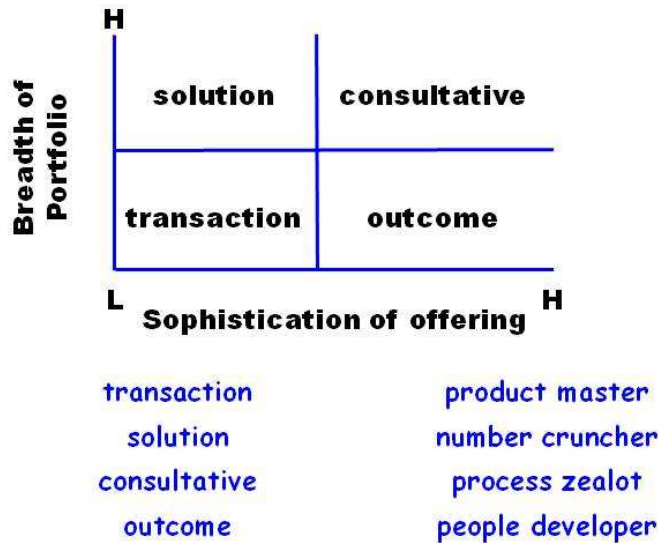 H
Breadth of
Portfolio
solution consultative
transaction outcome
L H
Sophistication of offering
transaction product master
solution number cruncher
consultative process zealot
outcome people developer